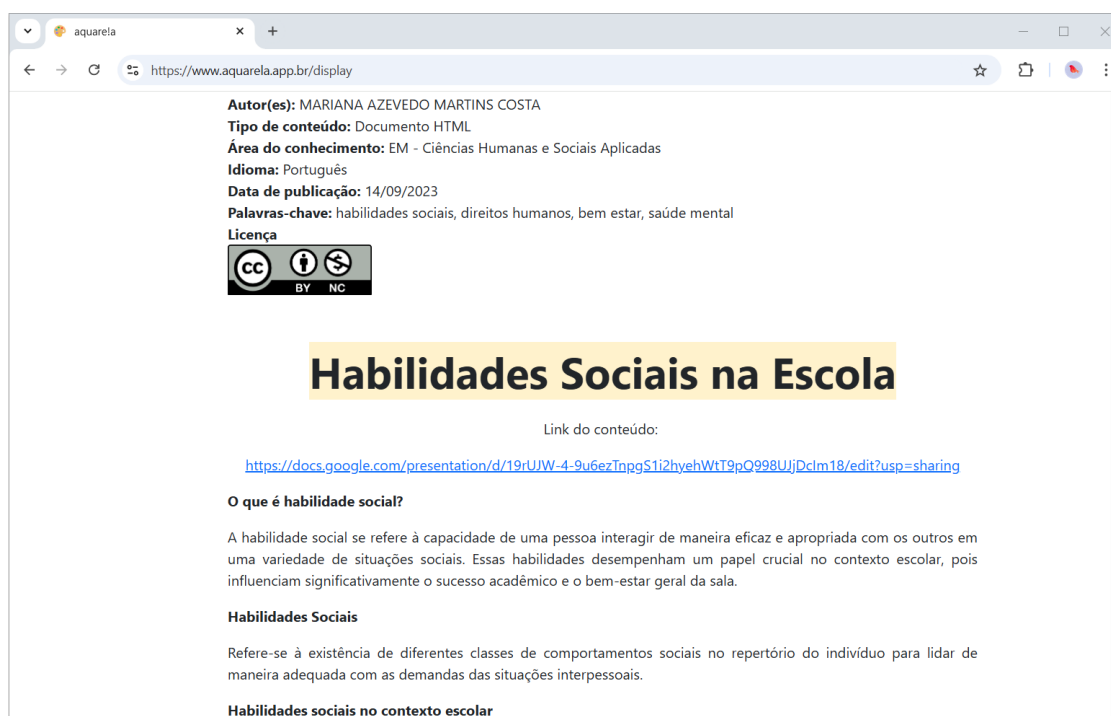 aquarela
https://www.aquarela.app.br/display
Autor(es): MARIANA AZEVEDO MARTINS COSTA
Tipo de conteúdo: Documento HTML
Área do conhecimento: EM - Ciências Humanas e Sociais Aplicadas
Idioma: Português
Data de publicação: 14/09/2023
Palavras-chave: habilidades sociais, direitos humanos, bem estar, saúde mental
Licença
CC BY NC
Habilidades Sociais na Escola
Link do conteúdo:
https://docs.google.com/presentation/d/19rUJW-4-9u6ezTnpgS1i2hyehWtT9pQ998UJjDcIm18/edit?usp=sharing
O que é habilidade social?
A habilidade social se refere à capacidade de uma pessoa interagir de maneira eficaz e apropriada com os outros em
uma variedade de situações sociais. Essas habilidades desempenham um papel crucial no contexto escolar, pois
influenciam significativamente o sucesso acadêmico e o bem-estar geral da sala.
Habilidades Sociais
Refere-se à existência de diferentes classes de comportamentos sociais no repertório do indivíduo para lidar de
maneira adequada com as demandas das situações interpessoais.
Habilidades sociais no contexto escolar